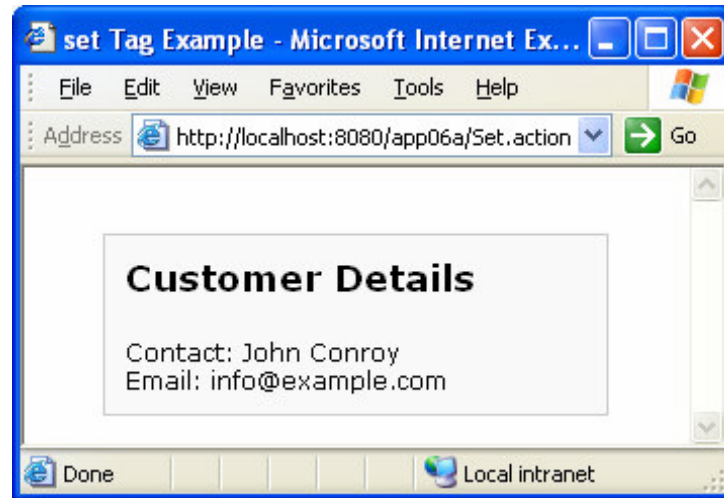 set Tag Example - Microsoft Internet Ex...
File Edit View Favorites Tools Help
Address http://localhost:8080/app06a/Set.action Go
Customer Details
Contact: John Conroy
Email: info@example.com
Done Local intranet